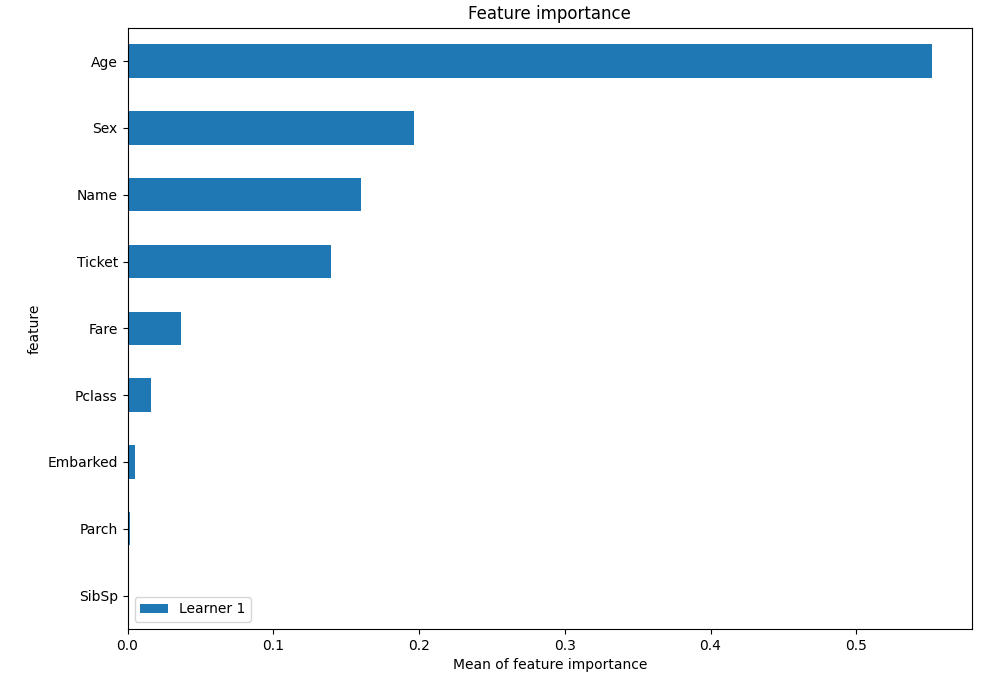 Feature importance
Age
Sex
Name
Ticket
Fare
Pclass
Embarked
Parch
SibSp
feature
Learner 1
0.0 0.1 0.2 0.3 0.4 0.5
Mean of feature importance